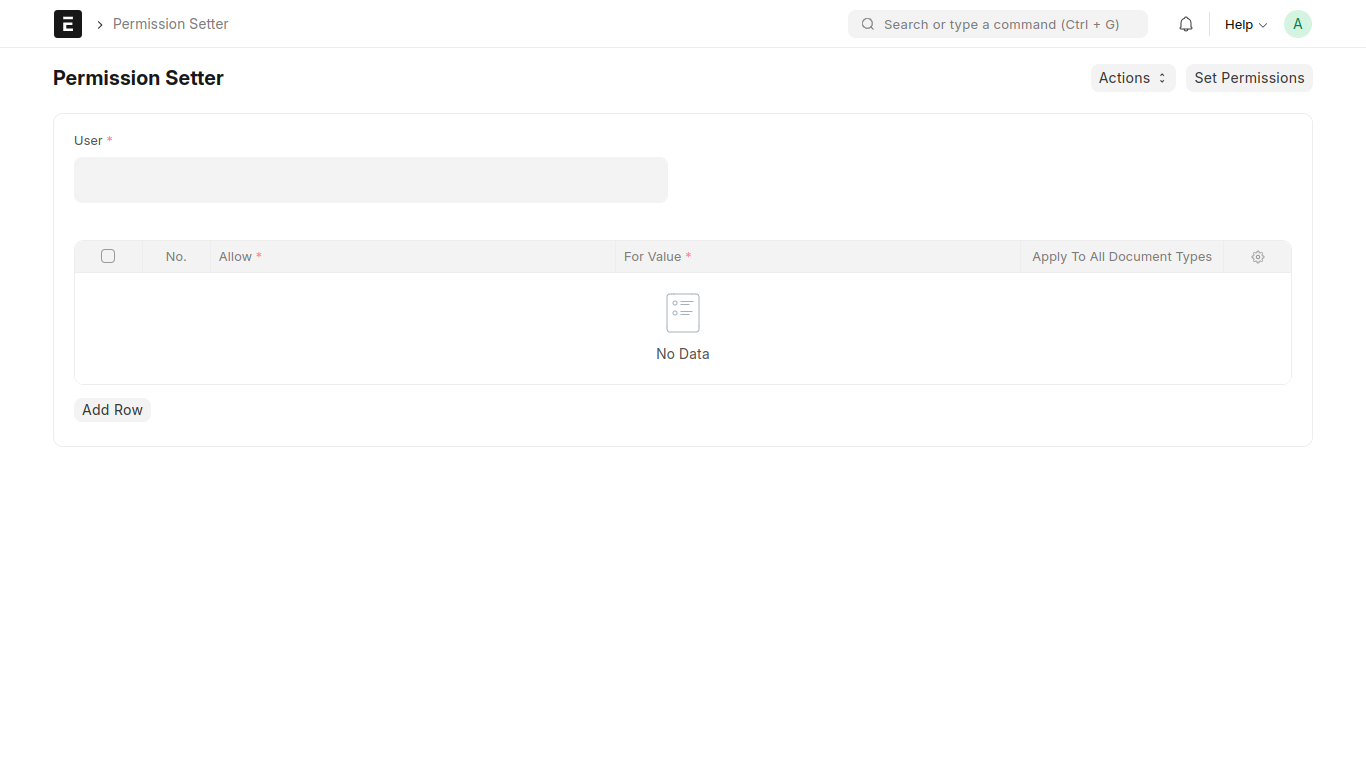 Permission Setter
Search or type a command (Ctrl + G)
Help
A
Permission Setter
Actions
Set Permissions
User *
No.
Allow *
For Value *
Apply To All Document Types
No Data
Add Row